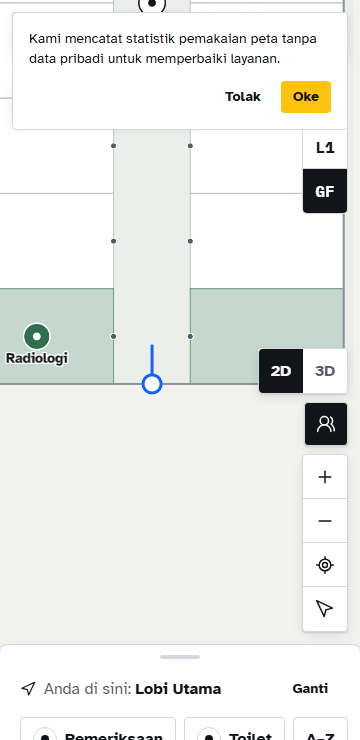 Kami mencatat statistik pemakaian peta tanpa
data pribadi untuk memperbaiki layanan.
Tolak
Oke
L1
GF
Radiologi
2D
3D
Anda di sini: Lobi Utama
Ganti
Pemeriksaan
Toilet
A–Z